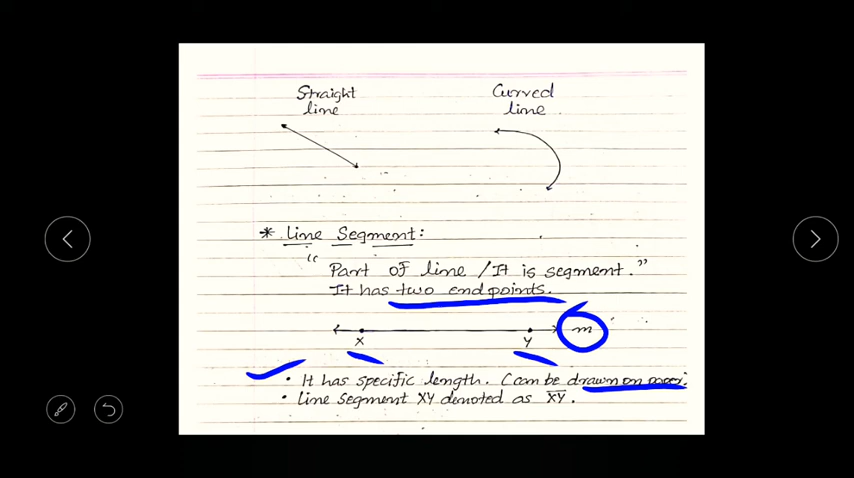 Straight Curved
line line
* Line Segment:
"Part of line / It is segment."
It has two end points.
m
X Y
• It has specific length. Can be drawn on paper.
• Line segment XY denoted as X̅Y̅.